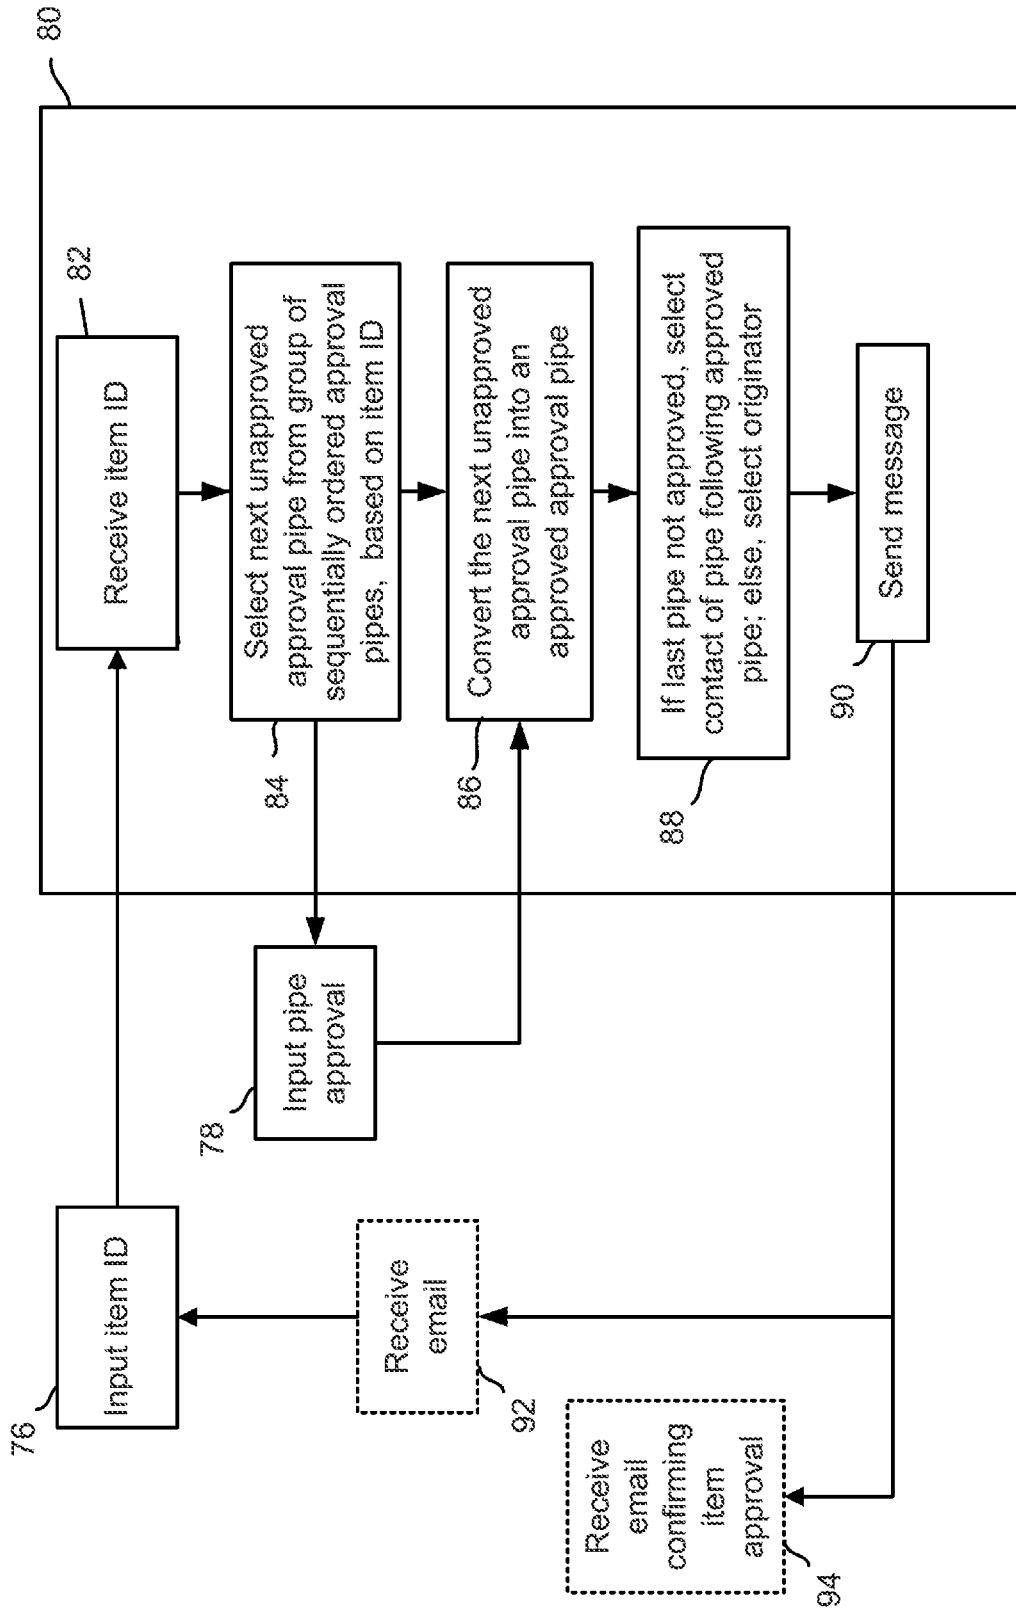 80
82
Receive item ID
76
Input item ID
84
Select next unapproved
approval pipe from group of
sequentially ordered approval
pipes, based on item ID
78
Input pipe
approval
86
Convert the next unapproved
approval pipe into an
approved approval pipe
92
Receive
email
88
If last pipe not approved, select
contact of pipe following approved
pipe; else, select originator
94
Receive
email
confirming
item
approval
90
Send message